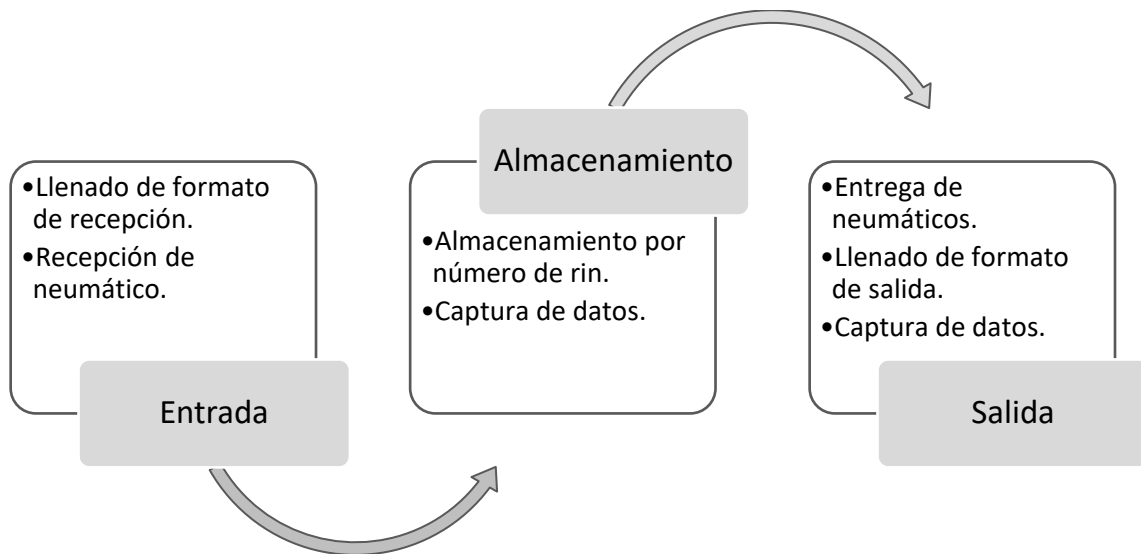 •Llenado de formato
de recepción.
•Recepción de
neumático.
Entrada
Almacenamiento
•Almacenamiento por
número de rin.
•Captura de datos.
•Entrega de
neumáticos.
•Llenado de formato
de salida.
•Captura de datos.
Salida